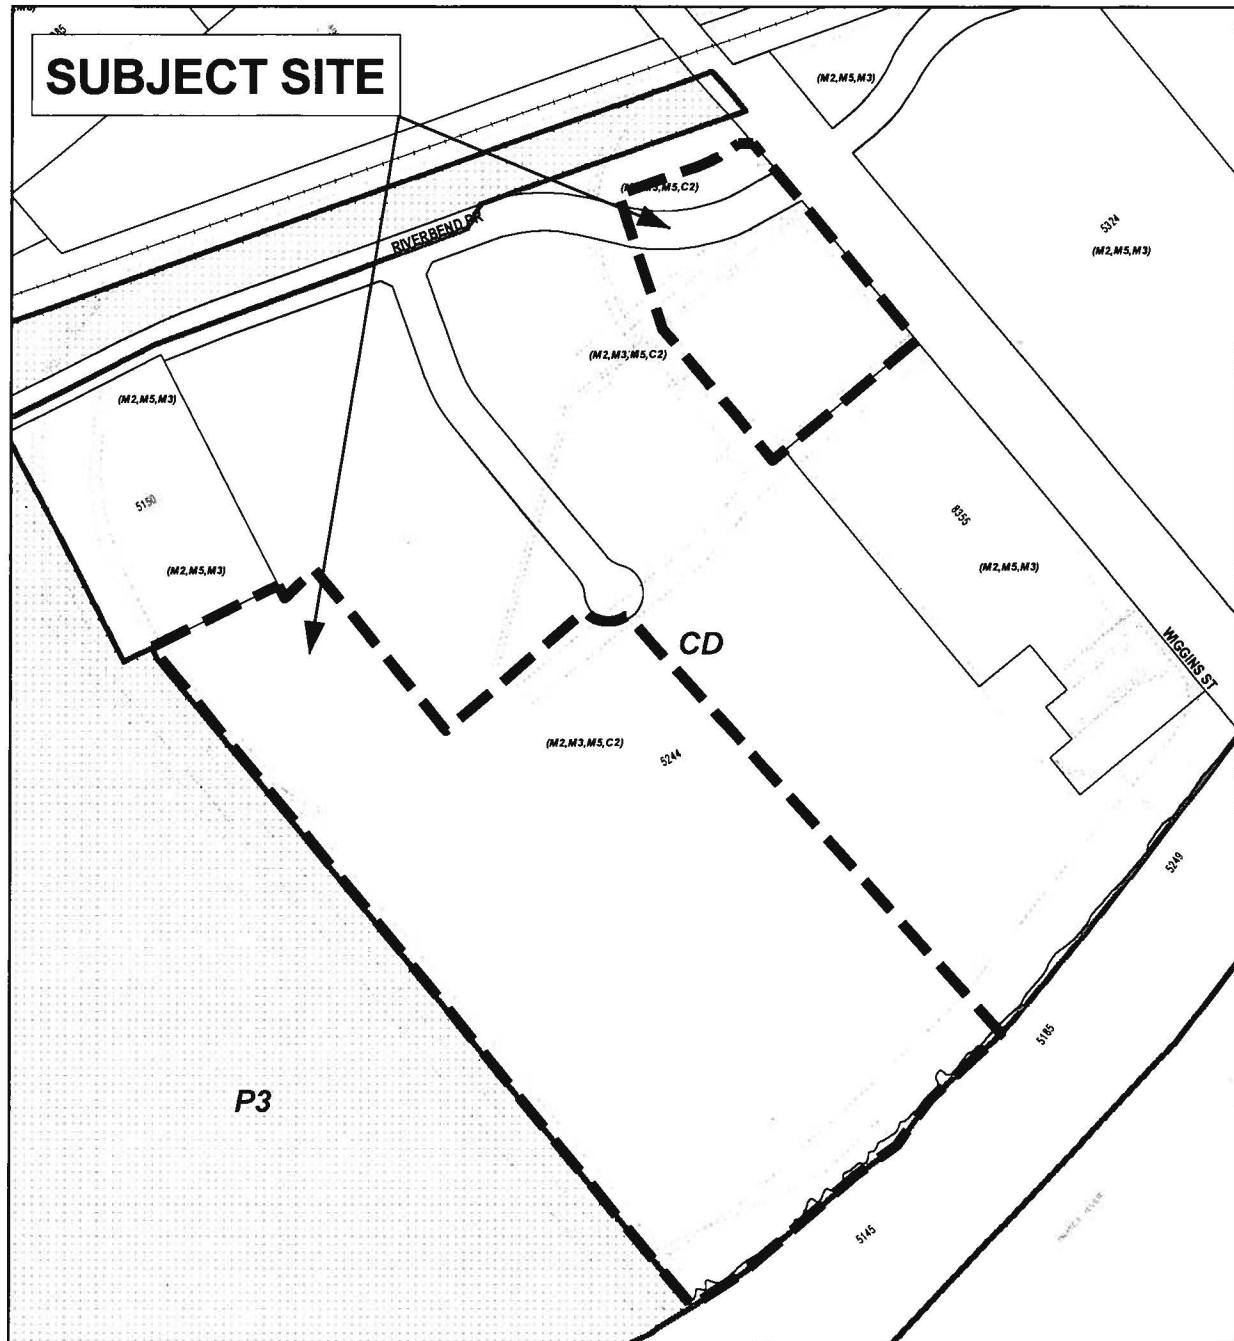 SUBJECT SITE
(M2,M5,M3)
RIVERBEND DR
5324
(M2,M5,M3)
(M2,M3,M5,C2)
(M2,M5,M3)
5150
8355
(M2,M5,M3)
(M2,M5,M3)
WIGGINS ST
CD
(M2,M3,M5,C2)
5244
5249
5185
P3
5145